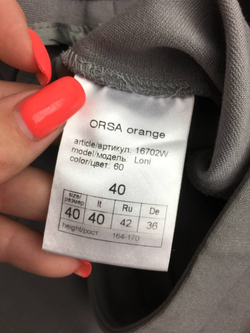 ORSA orange
article/артикул: 16702W
model/модель: Loni
color/цвет: 60
40
size/размер It Ru De
40 40 42 36
height/рост 164-170